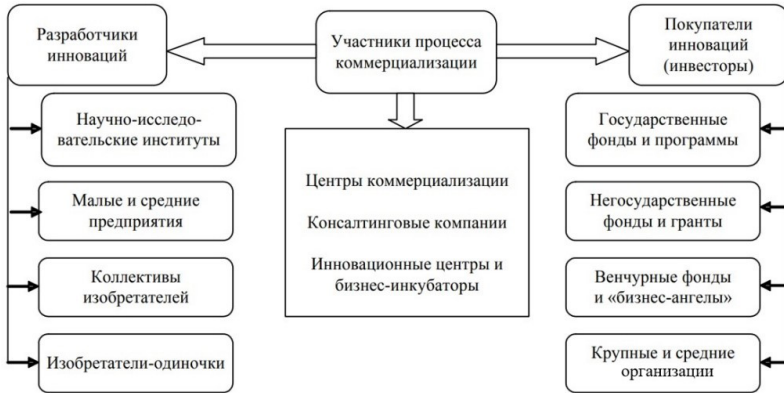 Разработчики
инноваций
Участники процесса
коммерциализации
Покупатели
инноваций
(инвесторы)
Научно-исследо-
вательские институты
Малые и средние
предприятия
Коллективы
изобретателей
Изобретатели-одиночки
Центры коммерциализации
Консалтинговые компании
Инновационные центры и
бизнес-инкубаторы
Государственные
фонды и программы
Негосударственные
фонды и гранты
Венчурные фонды
и «бизнес-ангелы»
Крупные и средние
организации